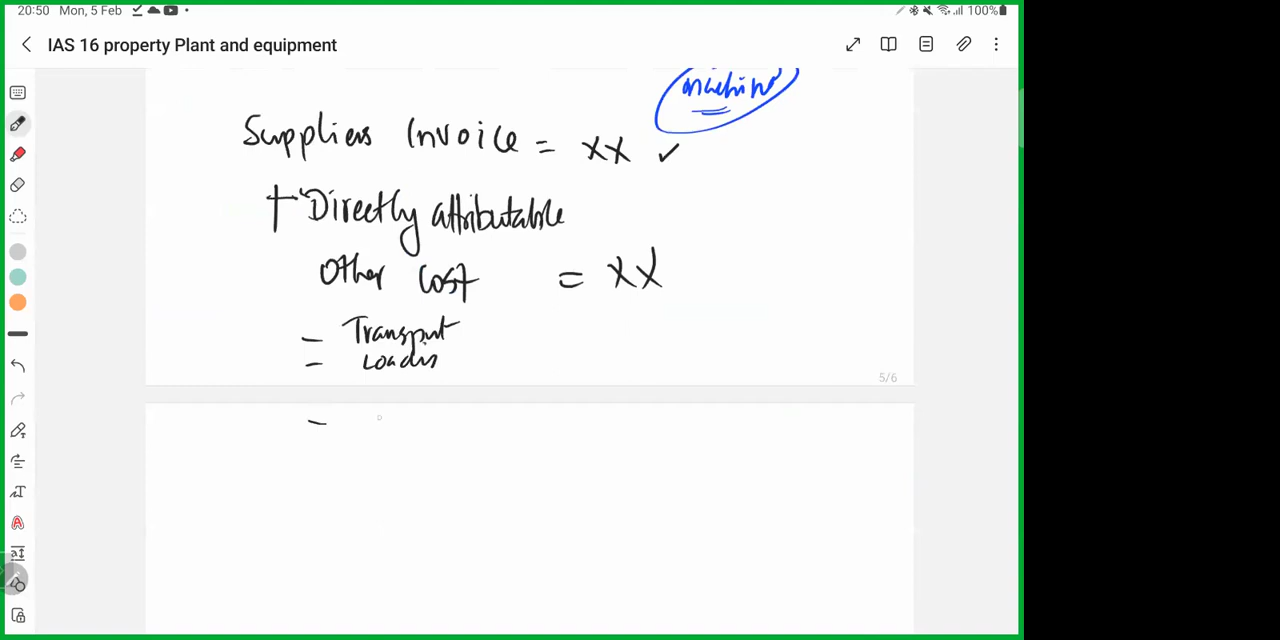 20:50 Mon, 5 Feb
100%
IAS 16 property Plant and equipment
machine
Suppliers Invoice = XX ✓
+ Directly attributable
Other cost = XX
- Transport
- Loading
5/6
-